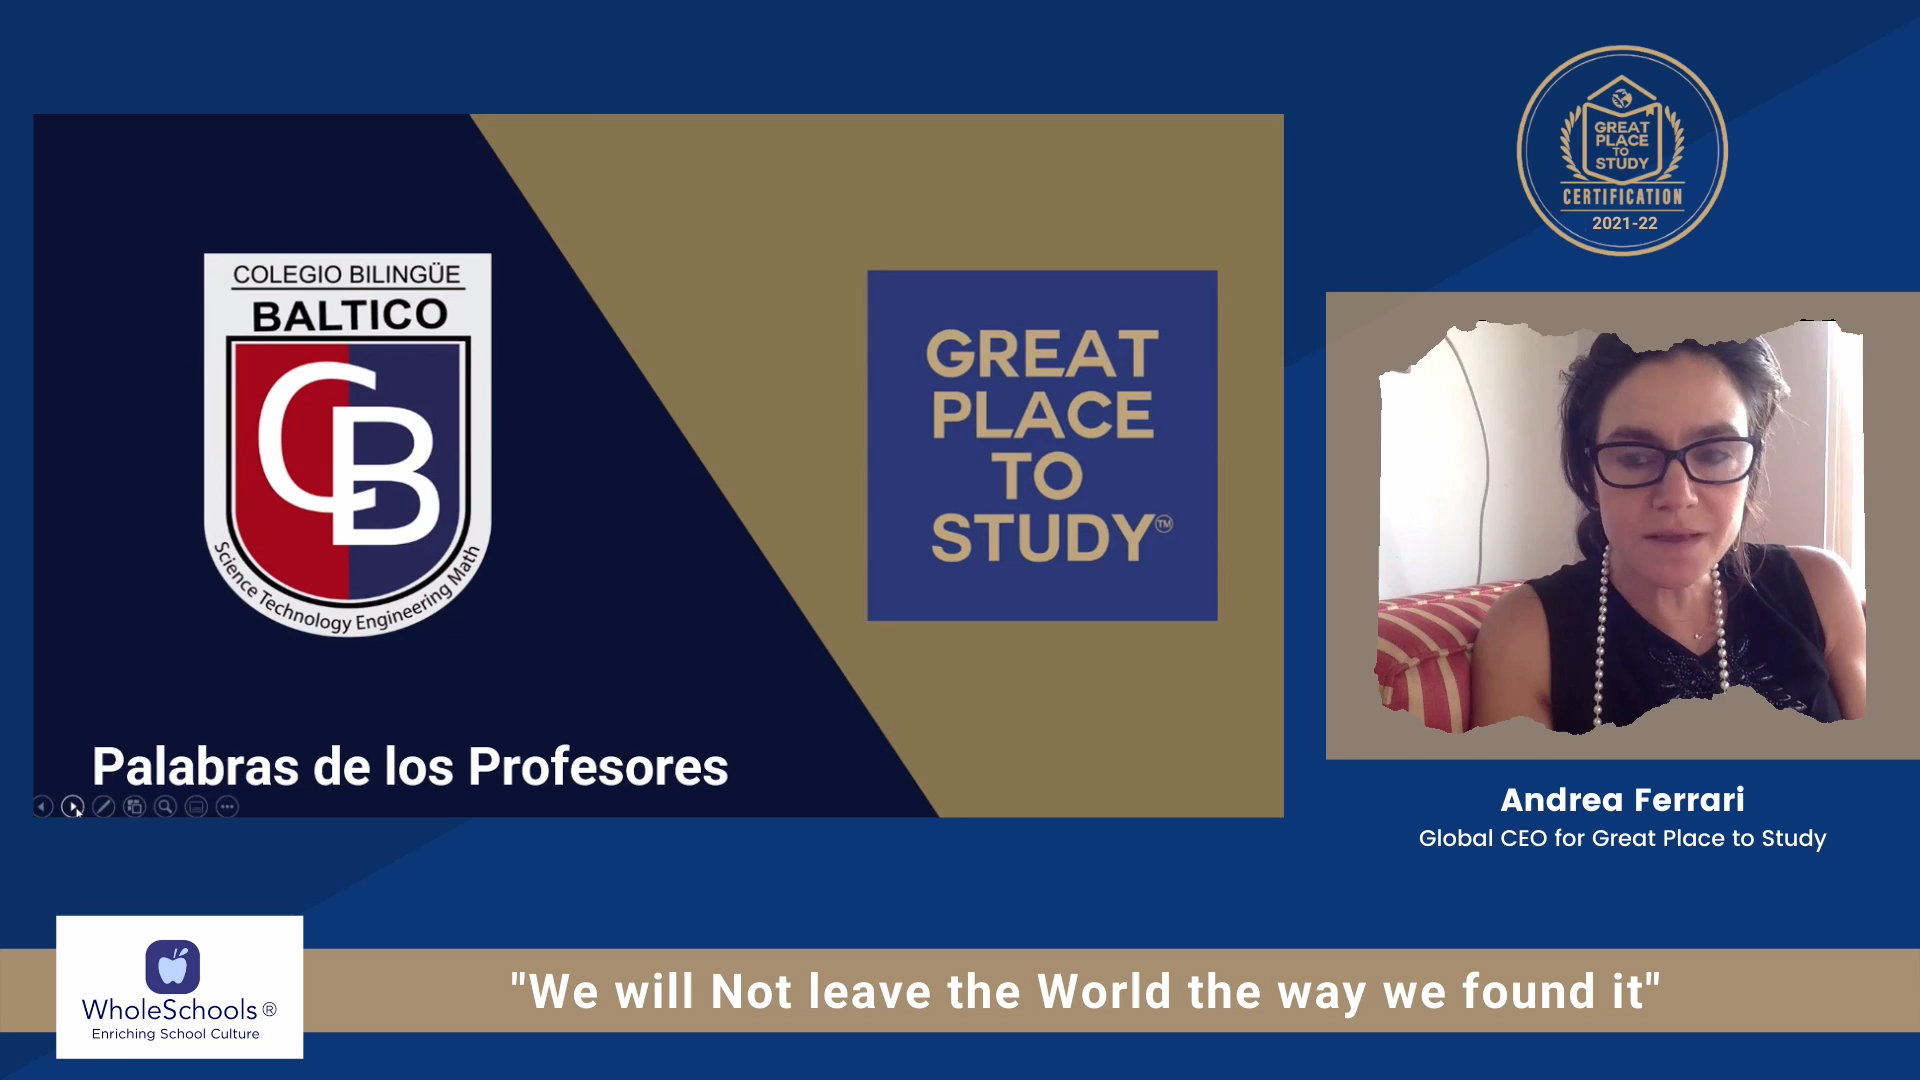 COLEGIO BILINGÜE
BALTICO
CB
Science Technology Engineering Math
Palabras de los Profesores
GREAT
PLACE
TO
STUDY™
GREAT
PLACE
TO
STUDY
CERTIFICATION
2021-22
Andrea Ferrari
Global CEO for Great Place to Study
WholeSchools®
Enriching School Culture
"We will Not leave the World the way we found it"